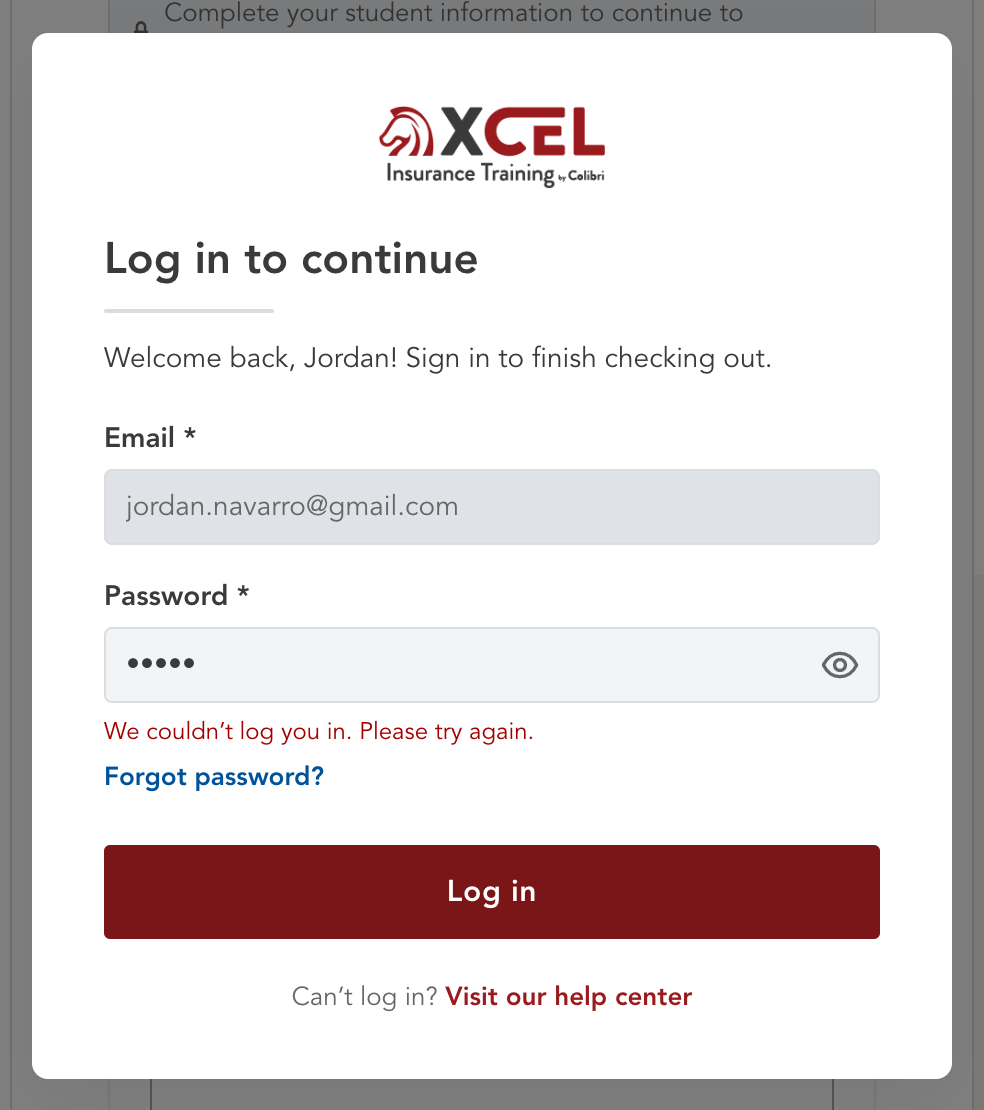 Complete your student information to continue to
XCEL
Insurance Training by Colibri
Log in to continue
Welcome back, Jordan! Sign in to finish checking out.
Email *
jordan.navarro@gmail.com
Password *
•••••
We couldn’t log you in. Please try again.
Forgot password?
Log in
Can’t log in? Visit our help center